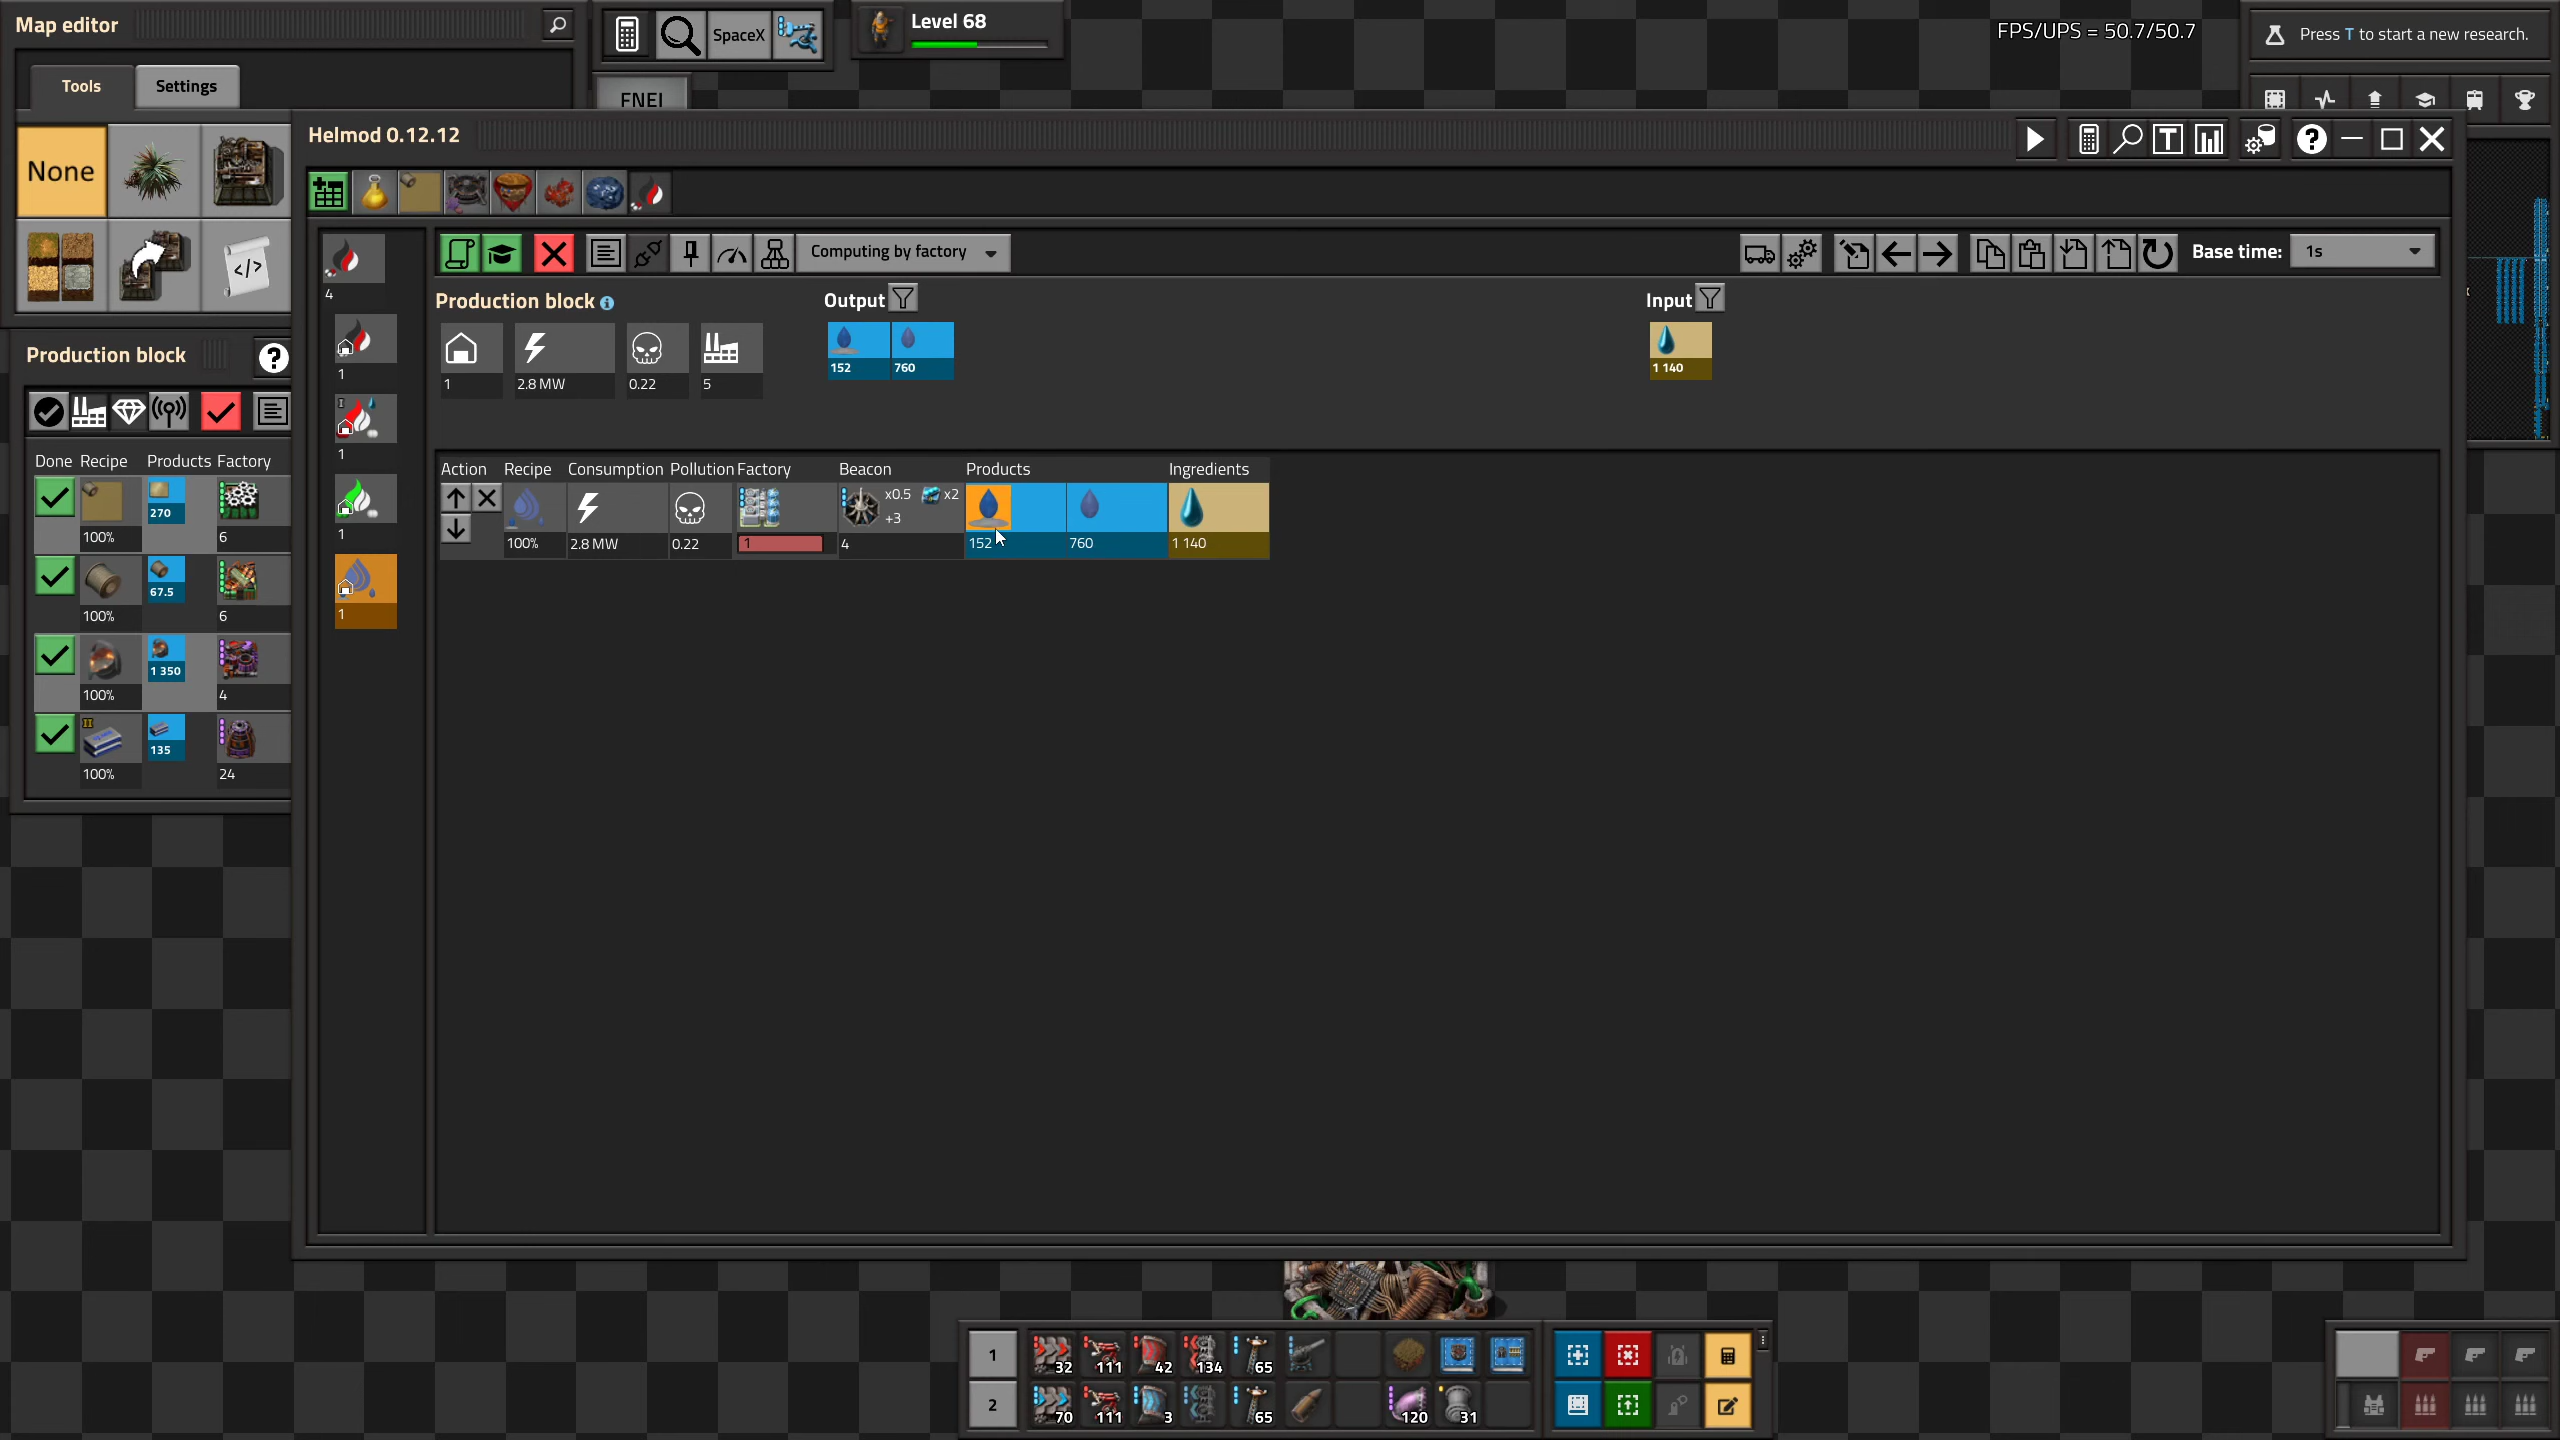 Map editor
SpaceX
Level 68
FPS/UPS = 50.7/50.7
Press T to start a new research.
Tools
Settings
FNEI
None
Helmod 0.12.12
4
Computing by factory
Base time:
1s
Production block
Output
Input
1
2.8 MW
0.22
5
152
760
1 140
1
1
1
1
Action
Recipe
Consumption
Pollution
Factory
Beacon
Products
Ingredients
x0.5
x2
+3
100%
2.8 MW
0.22
1
4
152
760
1 140
Production block
Done
Recipe
Products
Factory
270
100%
6
67.5
100%
6
1 350
100%
4
II
135
100%
24
1
32
111
42
134
65
2
70
111
3
65
120
31